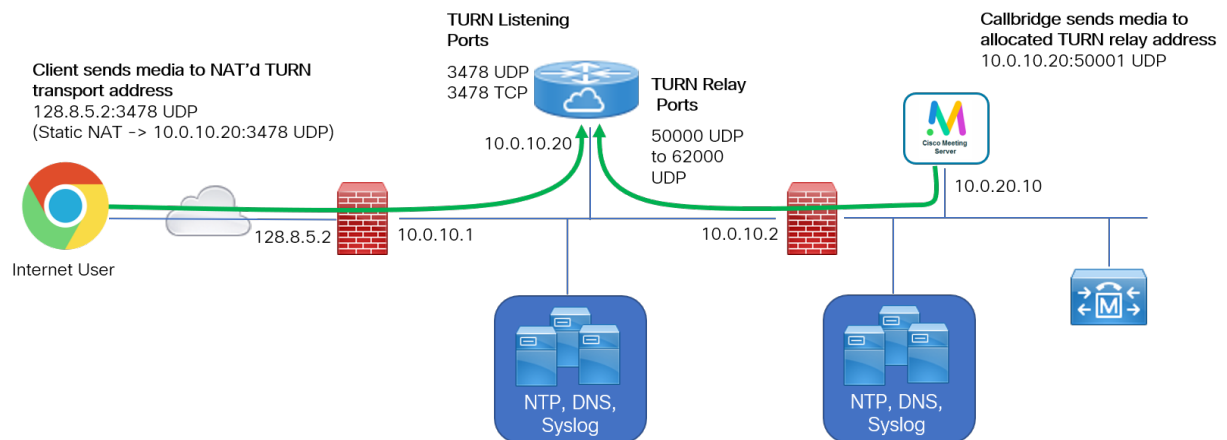 Client sends media to NAT'd TURN
transport address
128.8.5.2:3478 UDP
(Static NAT -> 10.0.10.20:3478 UDP)
TURN Listening
Ports
3478 UDP
3478 TCP
10.0.10.20
TURN Relay
Ports
50000 UDP
to 62000
UDP
Callbridge sends media to
allocated TURN relay address
10.0.10.20:50001 UDP
Cisco Meeting
Server
10.0.20.10
Internet User
128.8.5.2
10.0.10.1
10.0.10.2
M
NTP, DNS,
Syslog
NTP, DNS,
Syslog